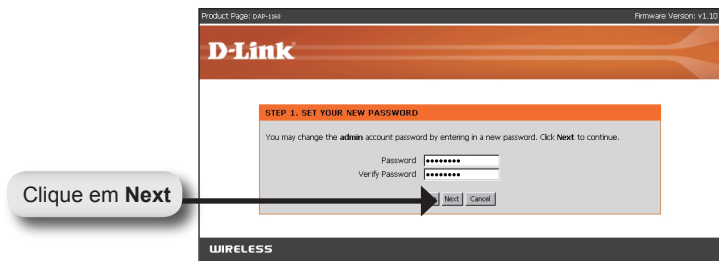 Product Page: DAP-1160 Firmware Version: v1.10
D-Link
STEP 1. SET YOUR NEW PASSWORD
You may change the admin account password by entering in a new password. Click Next to continue.
Password ••••••••
Verify Password ••••••••
Clique em Next
Next Cancel
WIRELESS